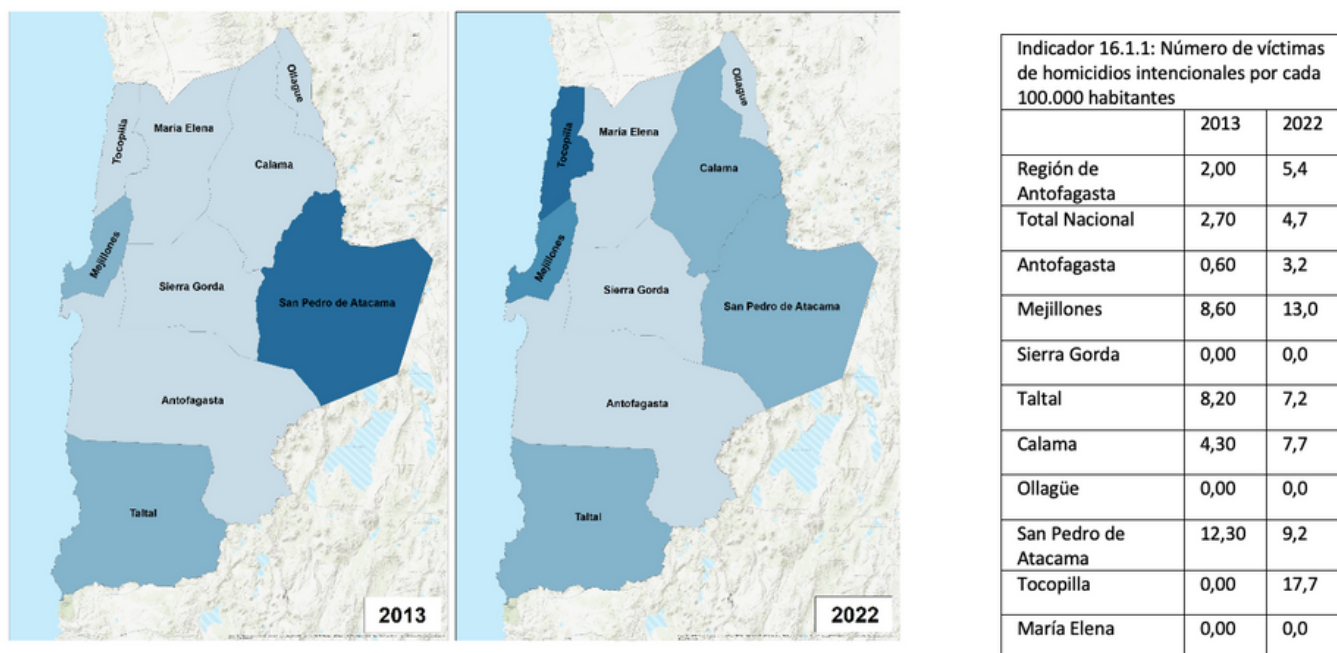 Ollague
María Elena
Tocopilla
Calama
Mejillones
Sierra Gorda
San Pedro de Atacama
Antofagasta
Taltal
2013
Ollague
María Elena
Tocopilla
Calama
Mejillones
Sierra Gorda
San Pedro de Atacama
Antofagasta
Taltal
2022
Indicador 16.1.1: Número de víctimas
de homicidios intencionales por cada
100.000 habitantes
2013 2022
Región de 2,00 5,4
Antofagasta
Total Nacional 2,70 4,7
Antofagasta 0,60 3,2
Mejillones 8,60 13,0
Sierra Gorda 0,00 0,0
Taltal 8,20 7,2
Calama 4,30 7,7
Ollagüe 0,00 0,0
San Pedro de 12,30 9,2
Atacama
Tocopilla 0,00 17,7
María Elena 0,00 0,0